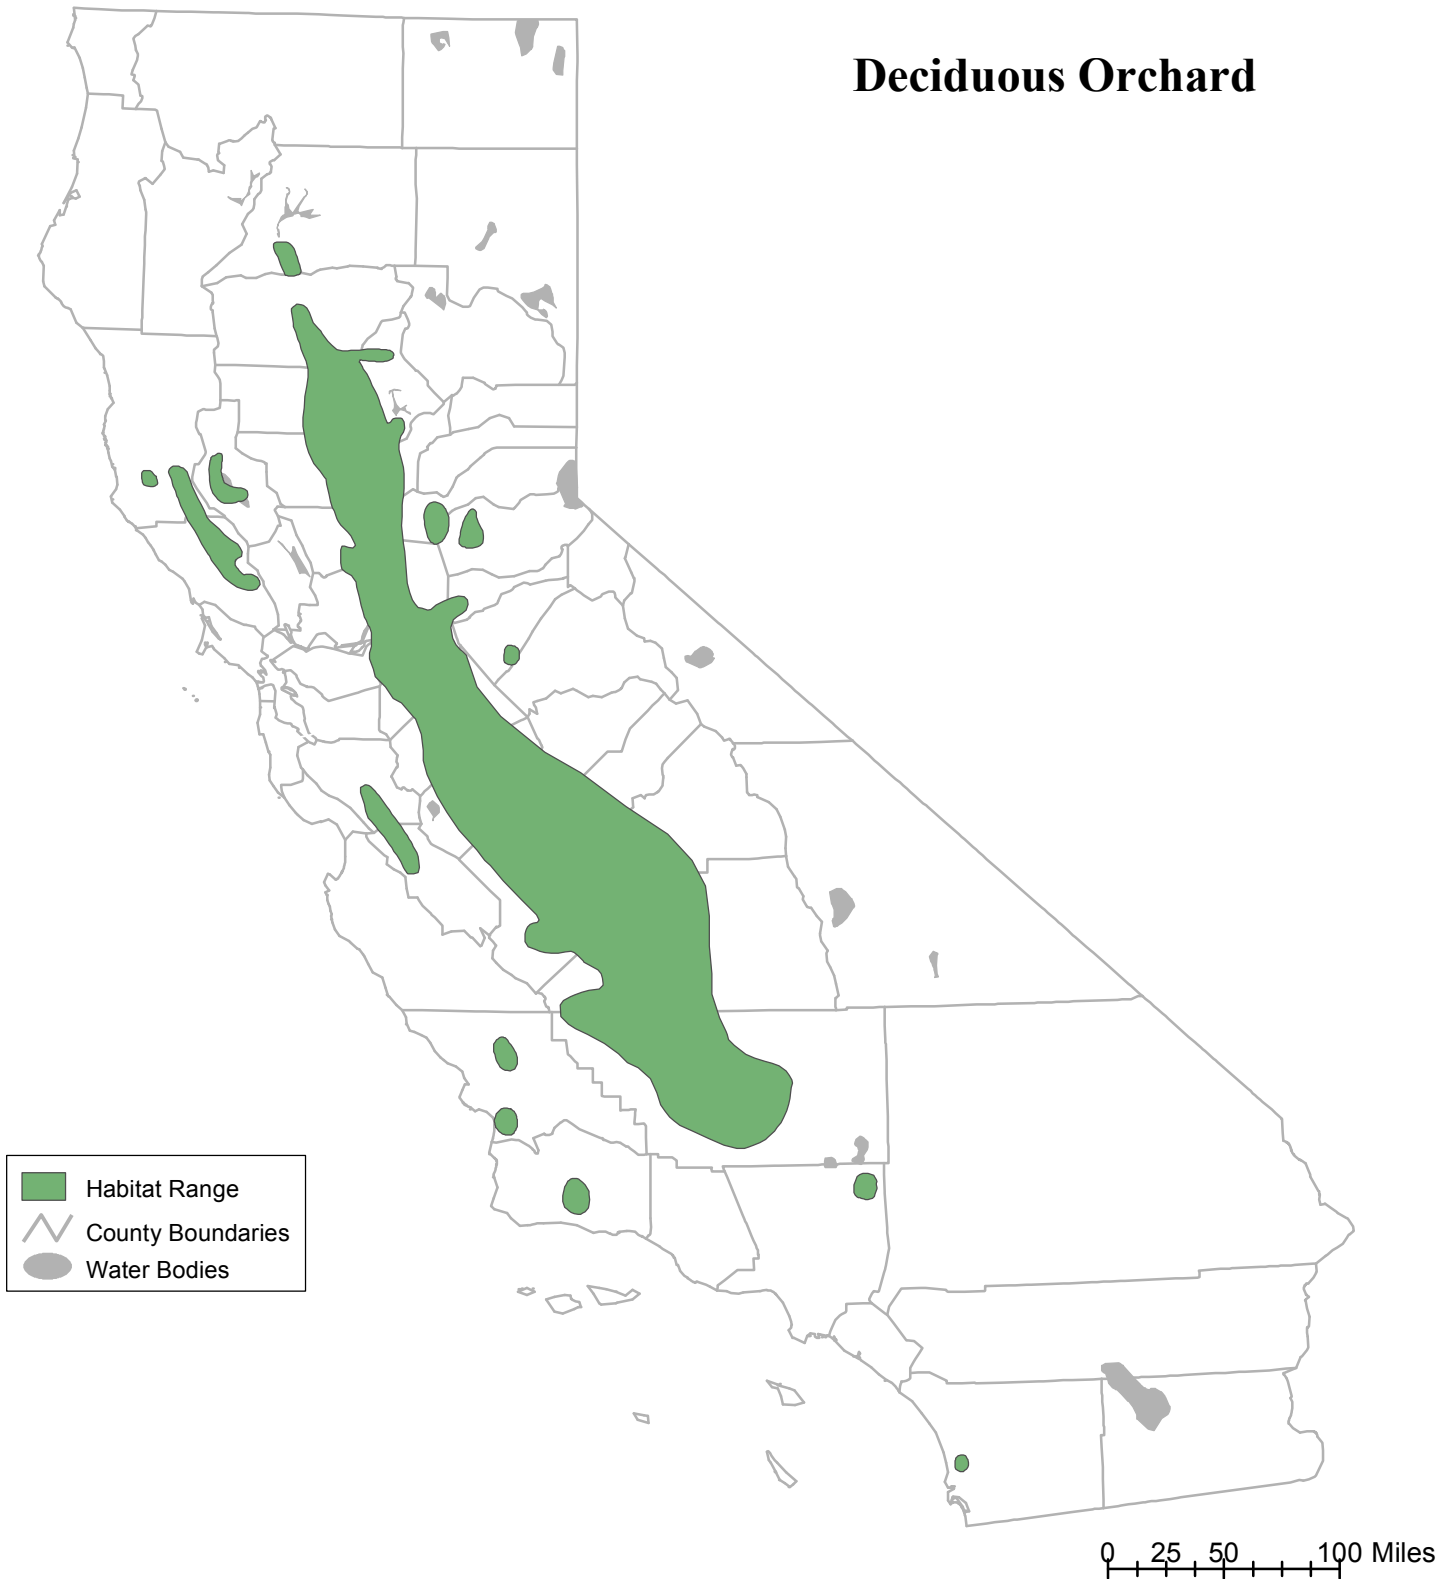 Deciduous Orchard
Habitat Range
County Boundaries
Water Bodies
0 25 50 100 Miles